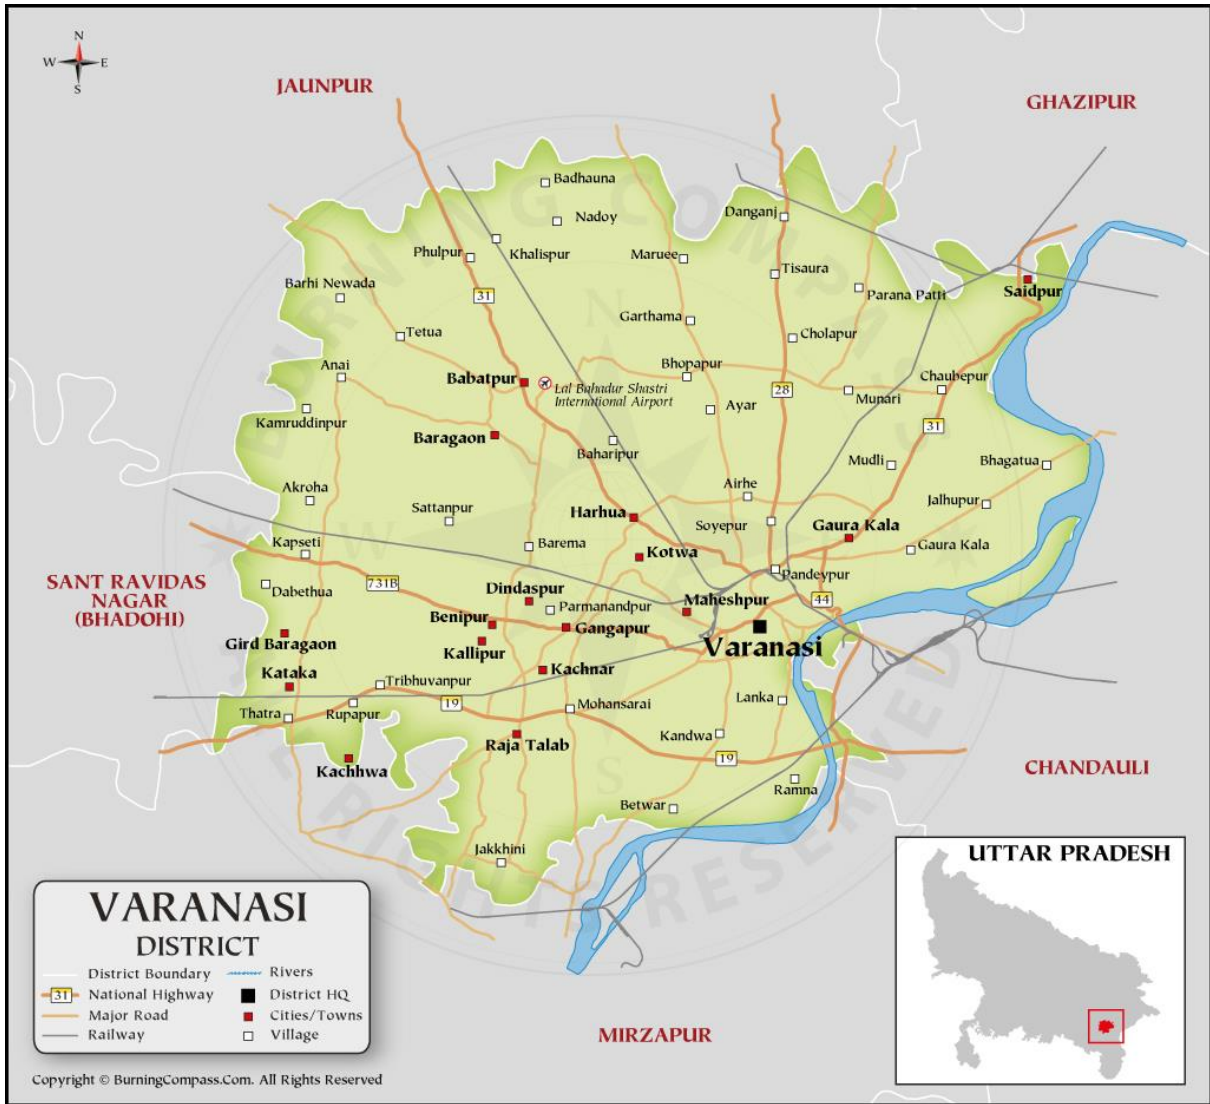 N
W E
S
JAUNPUR
GHAZIPUR
Badhauna
Nadoy
Danganj
Phulpur
Khalispur
Maruee
Tisaura
Barhi Newada
31
Parana Patti
Saidpur
Garthama
Tetua
Cholapur
Anai
Bhopapur
Babatpur
Lal Bahadur Shastri
International Airport
28
Chaubepur
Munari
Ayar
Kamruddinpur
31
Baragaon
Baharipur
Mudli
Bhagatua
Akroha
Airhe
Sattanpur
Harhua
Soyepur
Gaura Kala
Jalhupur
Kapseti
Barema
Kotwa
Gaura Kala
SANT RAVIDAS
NAGAR
(BHADOHI)
731B
Dabethua
Dindaspur
Pandeypur
Parmanandpur
Maheshpur
44
Benipur
Gangapur
Gird Baragaon
Kallipur
Varanasi
Kataka
Kachnar
Tribhuvanpur
Lanka
Thatra
Rupapur
19
Mohansarai
Raja Talab
Kandwa
19
Kachhwa
CHANDAULI
Ramna
Betwar
Jakkhini
UTTAR PRADESH
VARANASI
DISTRICT
District Boundary
Rivers
31
National Highway
District HQ
Major Road
Cities/Towns
Railway
Village
MIRZAPUR
Copyright © BurningCompass.Com. All Rights Reserved